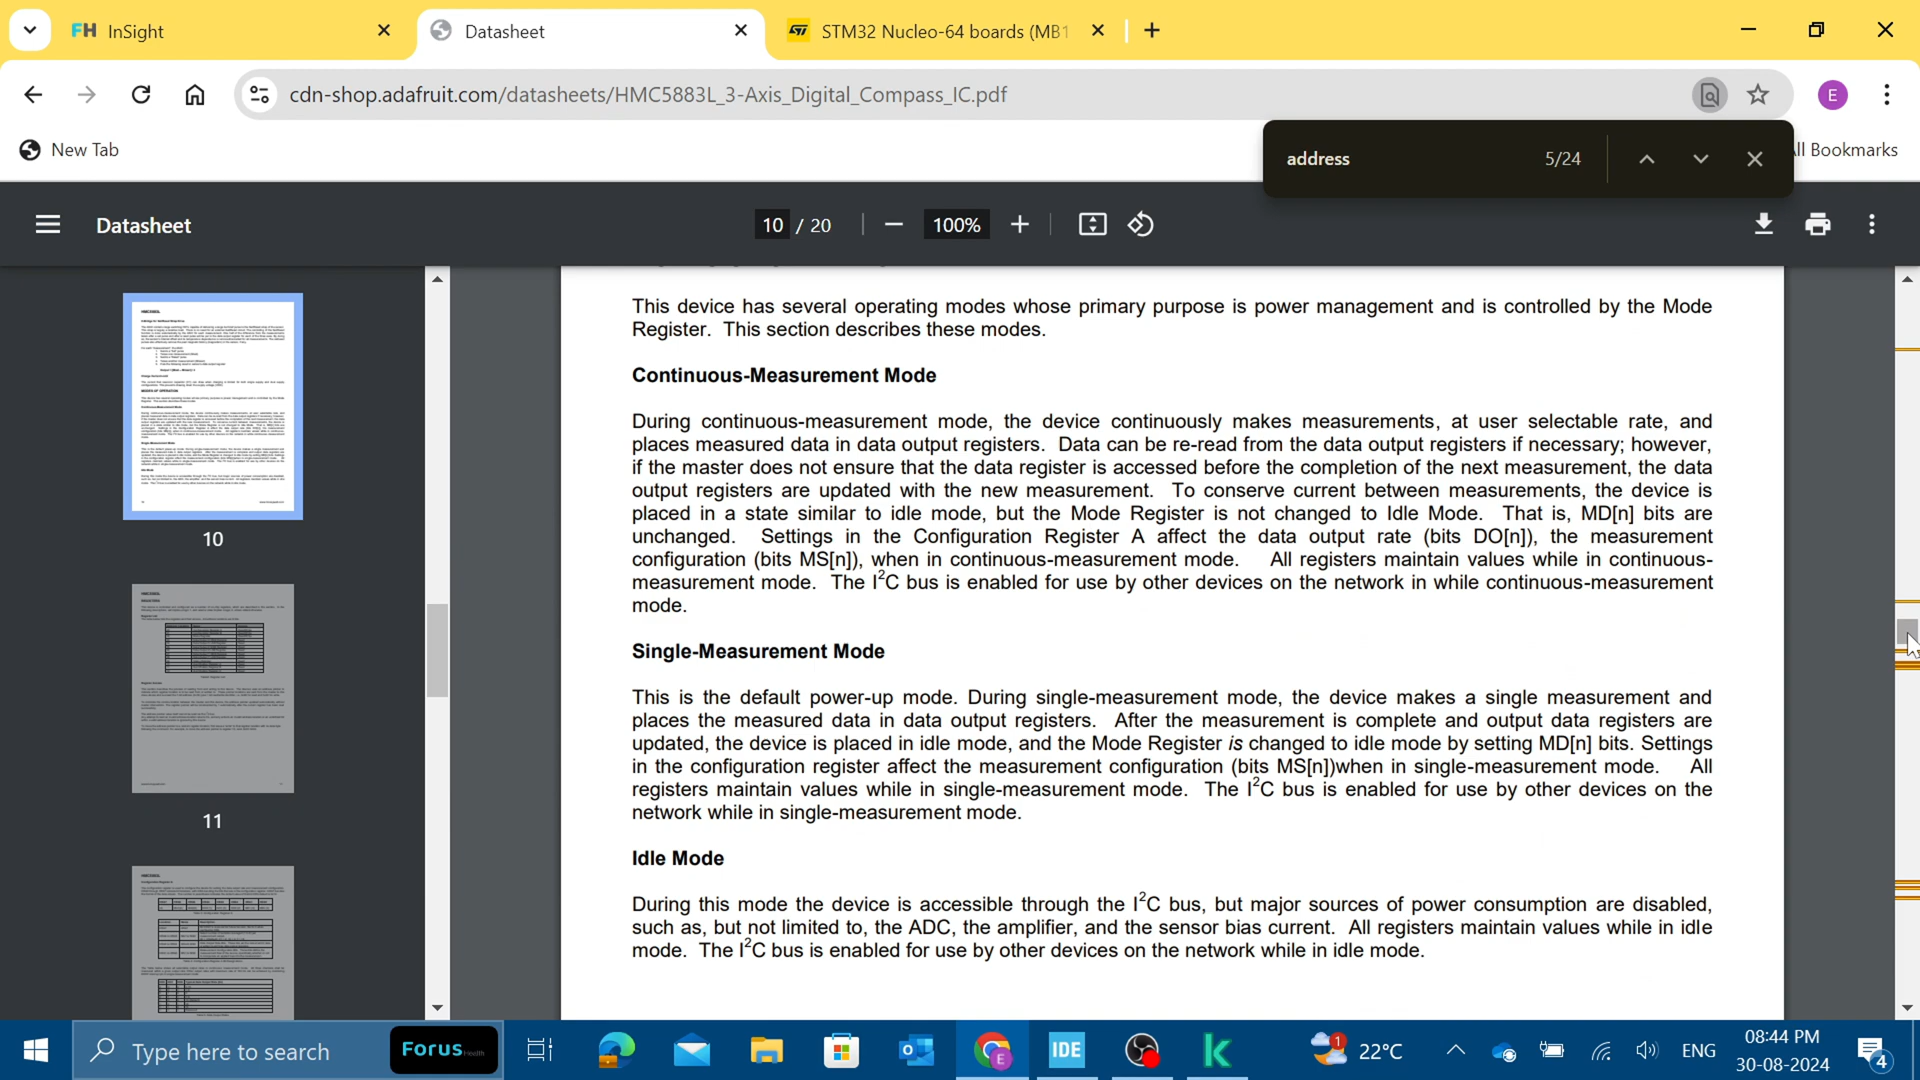 FH InSight
Datasheet
STM32 Nucleo-64 boards (MB1
cdn-shop.adafruit.com/datasheets/HMC5883L_3-Axis_Digital_Compass_IC.pdf
E
New Tab
address 5/24
All Bookmarks
Datasheet
10 / 20
100%
This device has several operating modes whose primary purpose is power management and is controlled by the Mode
Register. This section describes these modes.
Continuous-Measurement Mode
During continuous-measurement mode, the device continuously makes measurements, at user selectable rate, and
places measured data in data output registers. Data can be re-read from the data output registers if necessary; however,
if the master does not ensure that the data register is accessed before the completion of the next measurement, the data
output registers are updated with the new measurement. To conserve current between measurements, the device is
placed in a state similar to idle mode, but the Mode Register is not changed to Idle Mode. That is, MD[n] bits are
unchanged. Settings in the Configuration Register A affect the data output rate (bits DO[n]), the measurement
configuration (bits MS[n]), when in continuous-measurement mode. All registers maintain values while in continuous-
measurement mode. The I²C bus is enabled for use by other devices on the network in while continuous-measurement
mode.
Single-Measurement Mode
This is the default power-up mode. During single-measurement mode, the device makes a single measurement and
places the measured data in data output registers. After the measurement is complete and output data registers are
updated, the device is placed in idle mode, and the Mode Register is changed to idle mode by setting MD[n] bits. Settings
in the configuration register affect the measurement configuration (bits MS[n])when in single-measurement mode. All
registers maintain values while in single-measurement mode. The I²C bus is enabled for use by other devices on the
network while in single-measurement mode.
Idle Mode
During this mode the device is accessible through the I²C bus, but major sources of power consumption are disabled,
such as, but not limited to, the ADC, the amplifier, and the sensor bias current. All registers maintain values while in idle
mode. The I²C bus is enabled for use by other devices on the network while in idle mode.
10
11
Type here to search
Forus Health
IDE
1
22°C
ENG
08:44 PM
30-08-2024
4